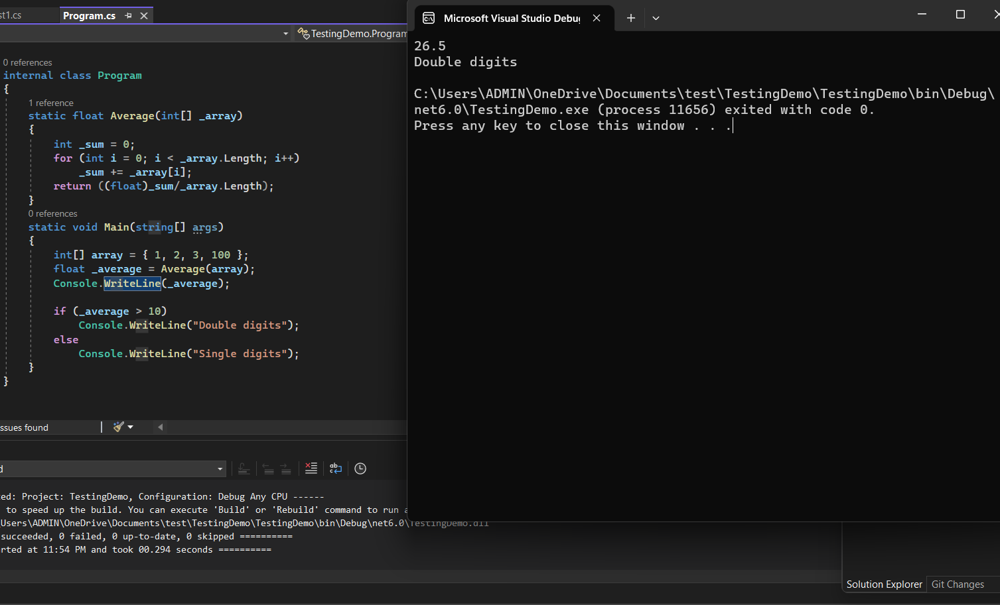 st1.cs
Program.cs
TestingDemo.Program
0 references
internal class Program
{
1 reference
static float Average(int[] _array)
{
int _sum = 0;
for (int i = 0; i < _array.Length; i++)
_sum += _array[i];
return ((float)_sum/_array.Length);
}
0 references
static void Main(string[] args)
{
int[] array = { 1, 2, 3, 100 };
float _average = Average(array);
Console.WriteLine(_average);
if (_average > 10)
Console.WriteLine("Double digits");
else
Console.WriteLine("Single digits");
}
}
ssues found
d
ed: Project: TestingDemo, Configuration: Debug Any CPU ------
to speed up the build. You can execute 'Build' or 'Rebuild' command to run a
Users\ADMIN\OneDrive\Documents\test\TestingDemo\TestingDemo\bin\Debug\net6.0\TestingDemo.dll
succeeded, 0 failed, 0 up-to-date, 0 skipped ==========
rted at 11:54 PM and took 00.294 seconds ==========
Microsoft Visual Studio Debug
26.5
Double digits
C:\Users\ADMIN\OneDrive\Documents\test\TestingDemo\TestingDemo\bin\Debug\
net6.0\TestingDemo.exe (process 11656) exited with code 0.
Press any key to close this window . . .
Solution Explorer
Git Changes